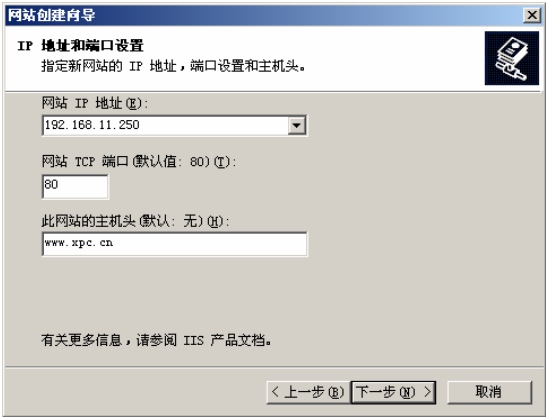 网站创建向导
IP 地址和端口设置
指定新网站的 IP 地址，端口设置和主机头。
网站 IP 地址(E):
192.168.11.250
网站 TCP 端口(默认值: 80)(T):
80
此网站的主机头(默认: 无)(H):
www.xpc.cn
有关更多信息，请参阅 IIS 产品文档。
< 上一步(B) 下一步(N) > 取消